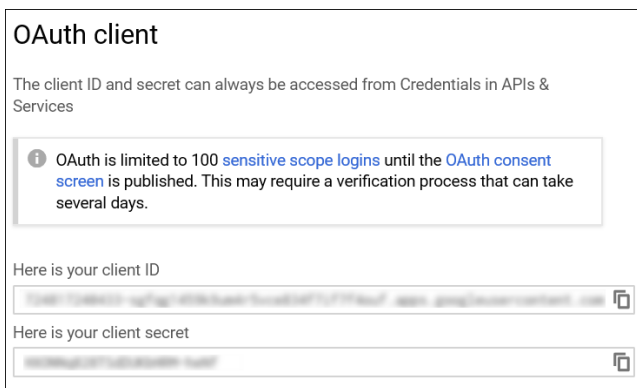 OAuth client
The client ID and secret can always be accessed from Credentials in APIs &
Services
OAuth is limited to 100 sensitive scope logins until the OAuth consent
screen is published. This may require a verification process that can take
several days.
Here is your client ID
Here is your client secret